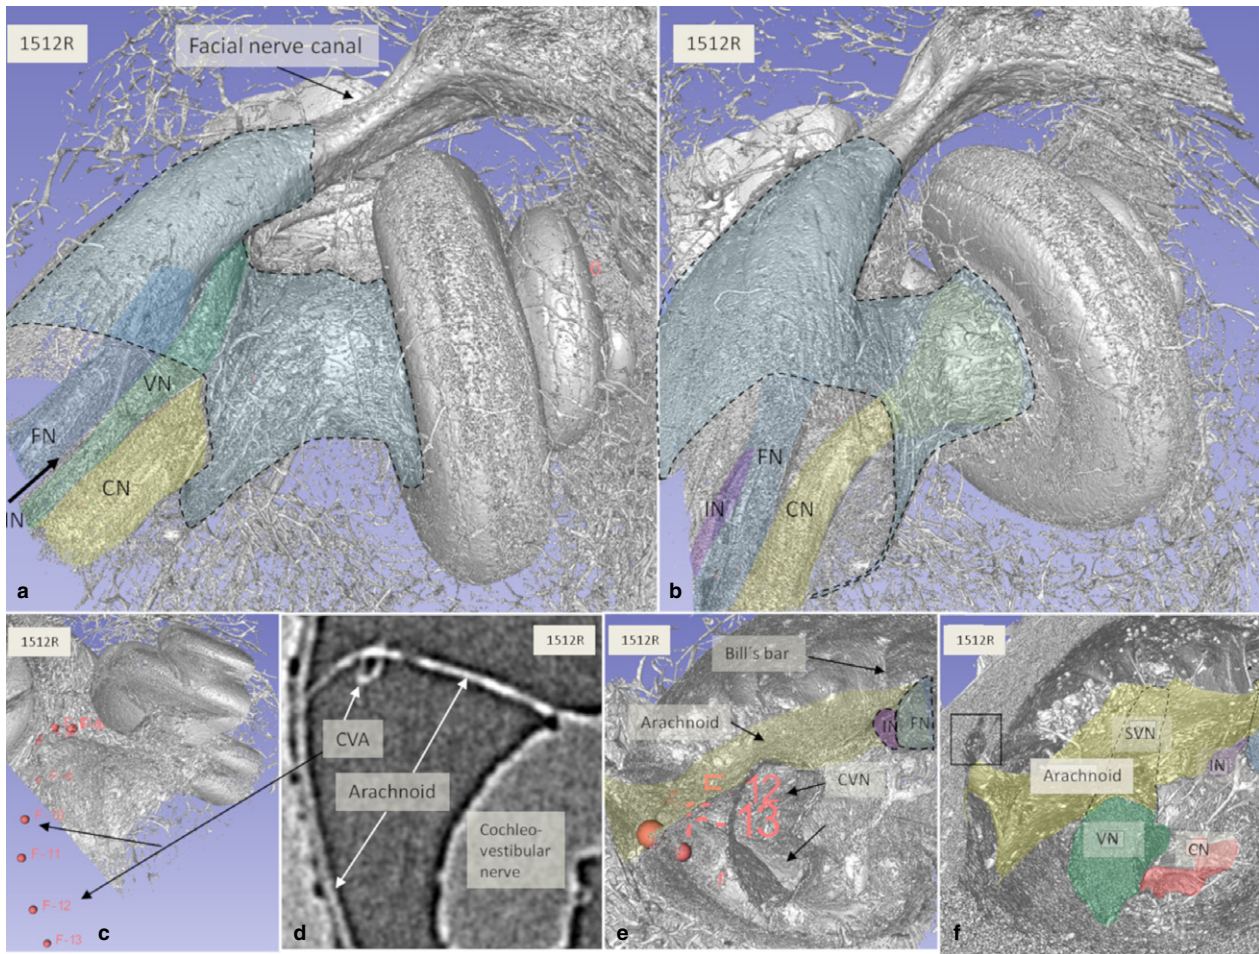 1512R
Facial nerve canal
6
VN
FN
CN
IN
a
1512R
FN
IN
CN
b
1512R
F-11
F-12
F-13
c
1512R
CVA
Arachnoid
Cochleo-
vestibular
nerve
d
1512R
Bill´s bar
Arachnoid
IN
FN
CVN
12
13
e
1512R
SVN
Arachnoid
IN
VN
CN
f